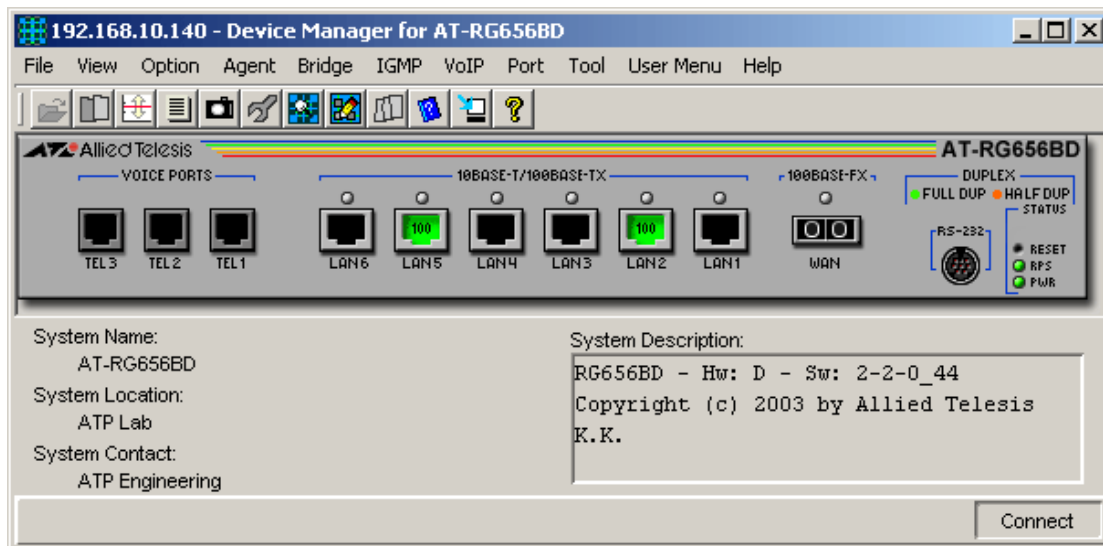 192.168.10.140 - Device Manager for AT-RG656BD
File View Option Agent Bridge IGMP VoIP Port Tool User Menu Help
Allied Telesis
AT-RG656BD
VOICE PORTS
10BASE-T/100BASE-TX
100BASE-FX
DUPLEX
FULL DUP HALF DUP
STATUS
100 100
RS-232
RESET
RPS
PWR
TEL3 TEL2 TEL1 LAN6 LAN5 LAN4 LAN3 LAN2 LAN1 WAN
System Name:
AT-RG656BD
System Location:
ATP Lab
System Contact:
ATP Engineering
System Description:
RG656BD - Hw: D - Sw: 2-2-0_44
Copyright (c) 2003 by Allied Telesis
K.K.
Connect